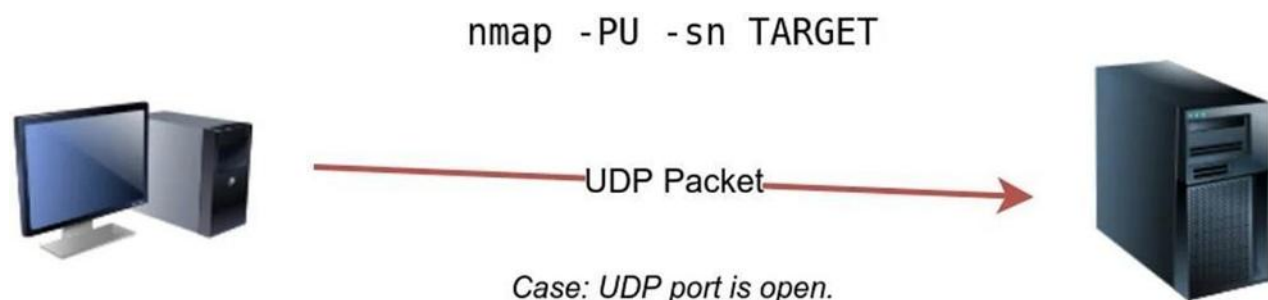 nmap -PU -sn TARGET
UDP Packet
Case: UDP port is open.